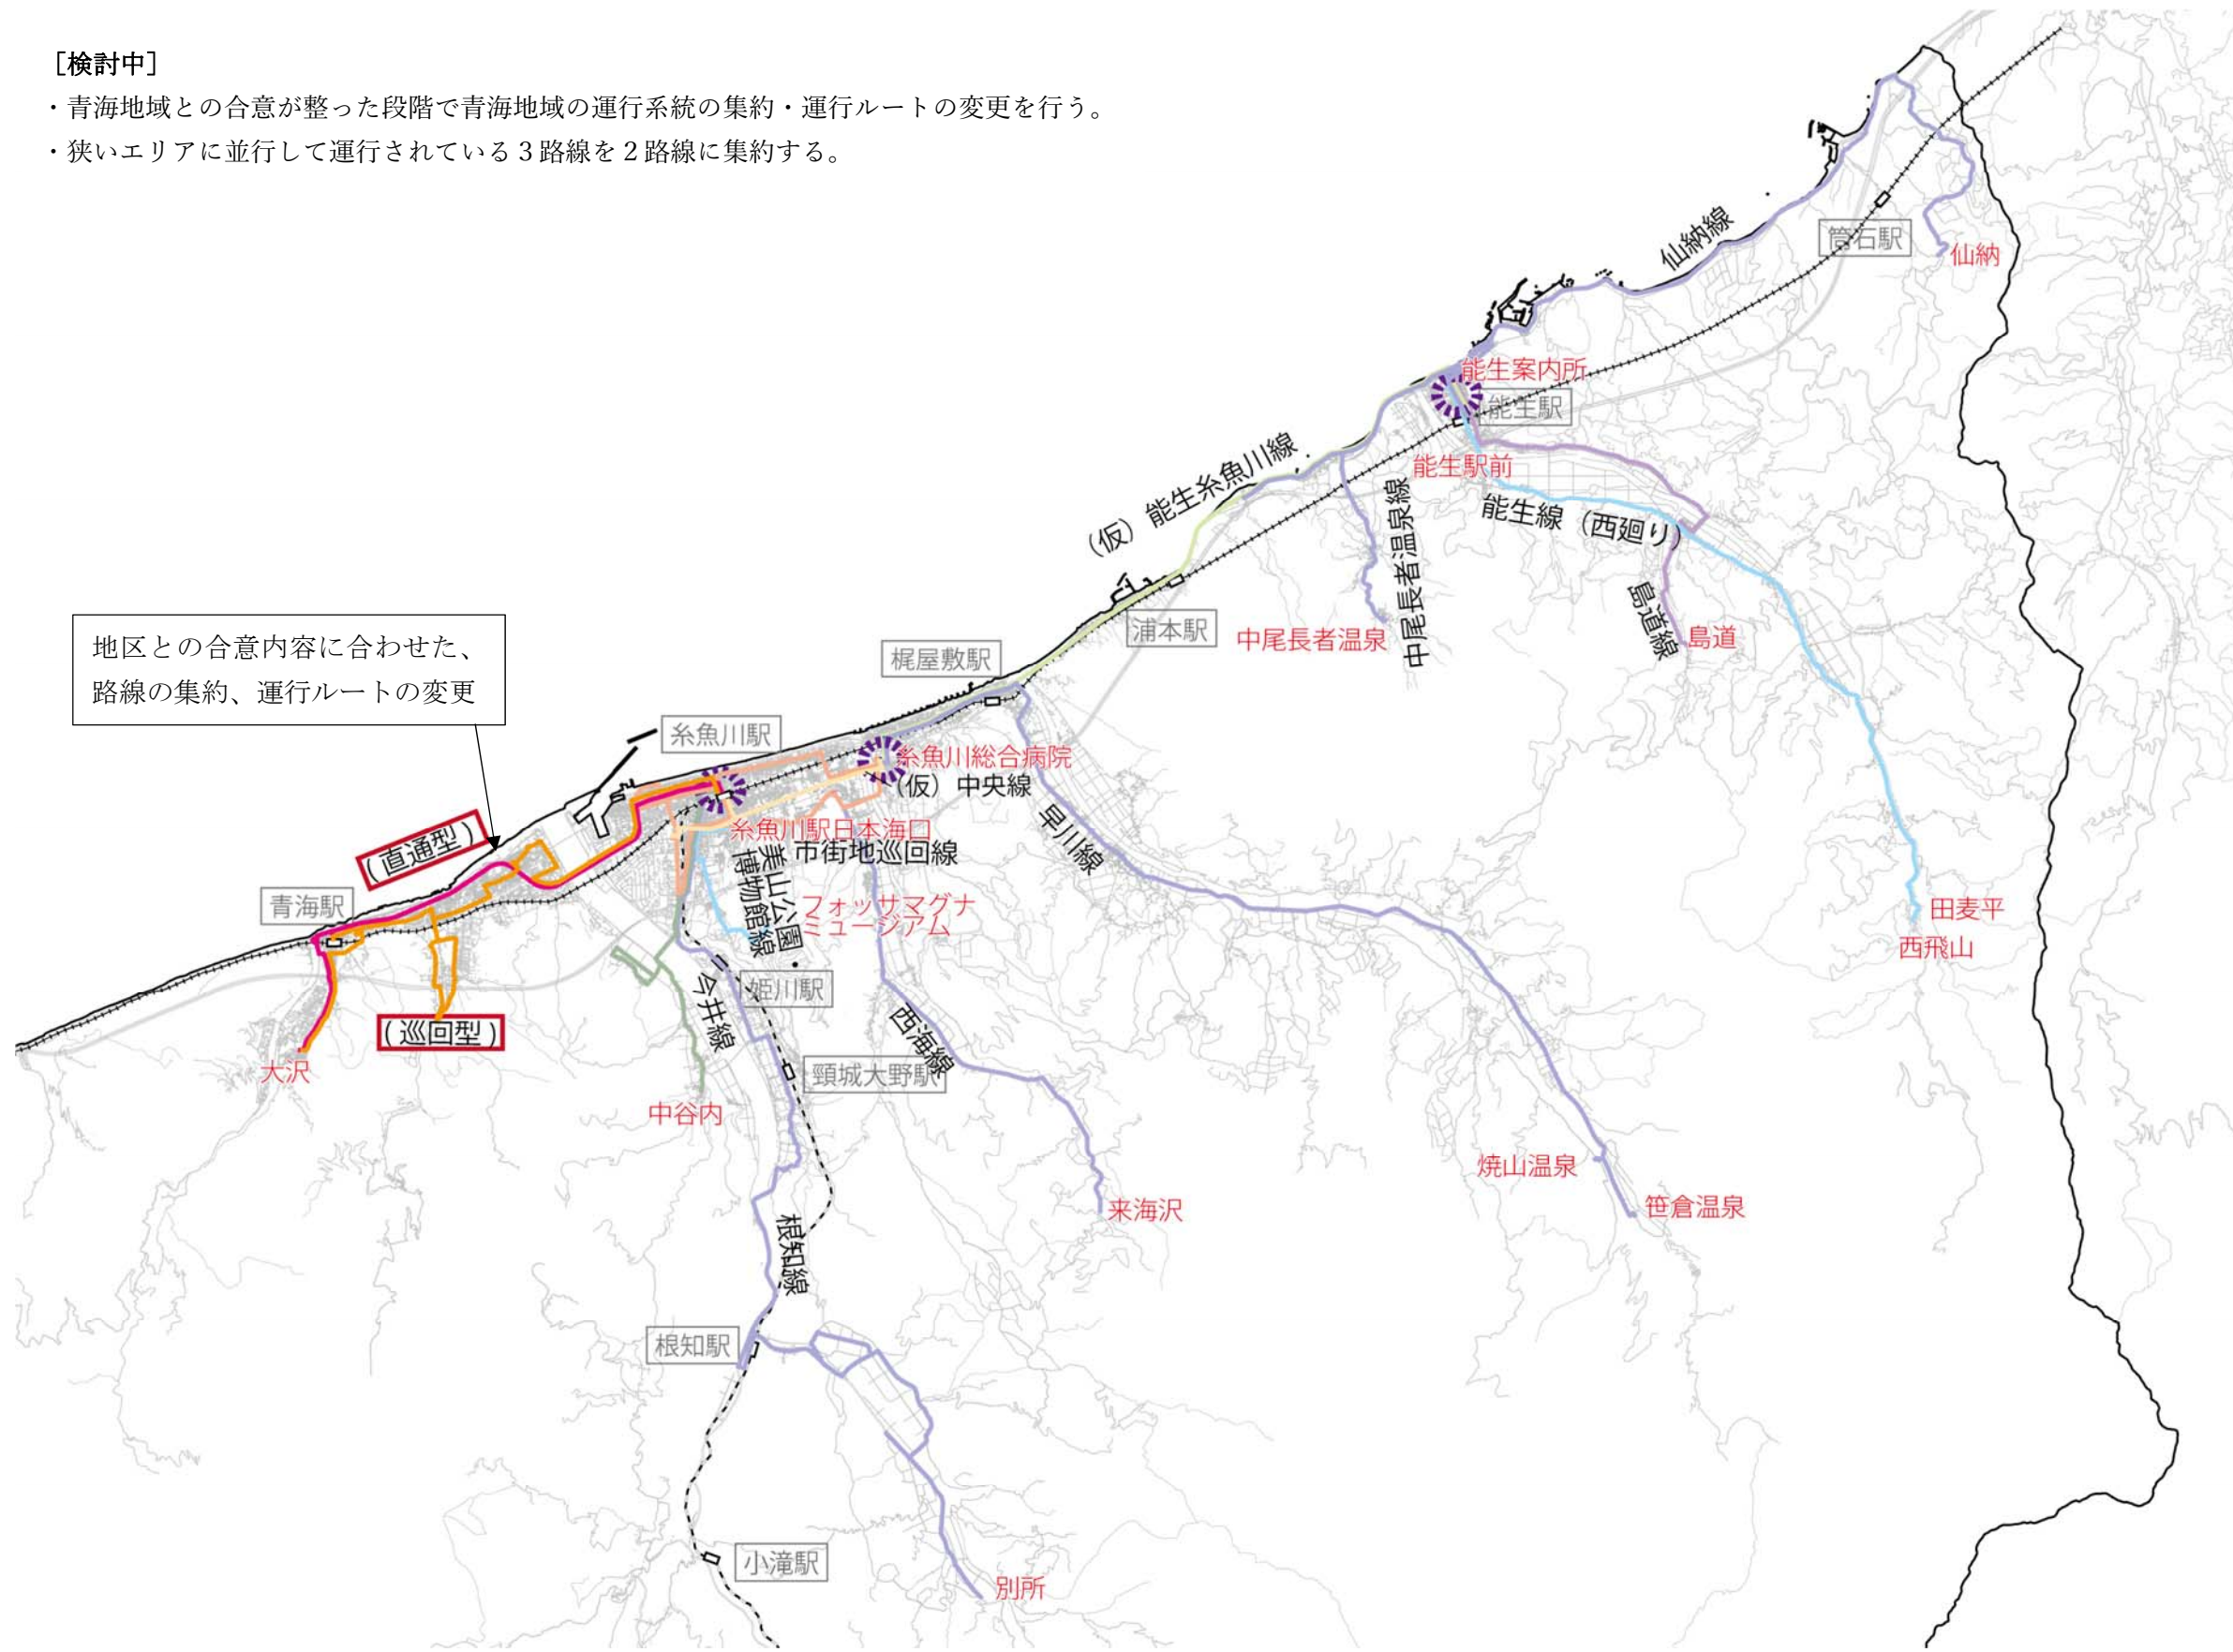 ［検討中］
・青海地域との合意が整った段階で青海地域の運行系統の集約・運行ルートの変更を行う。
・狭いエリアに並行して運行されている３路線を２路線に集約する。
仙納線
筒石駅
仙納
能生案内所
能生駅
（仮）能生糸魚川線
能生駅前
能生線（西廻り）
中尾長者温泉線
島道線
島道
浦本駅
中尾長者温泉
地区との合意内容に合わせた、
路線の集約、運行ルートの変更
梶屋敷駅
糸魚川駅
糸魚川総合病院
（仮）中央線
早川線
糸魚川駅日本海口
市街地巡回線
美山公園・
博物館線
（直通型）
青海駅
フォッサマグナ
ミュージアム
田麦平
西飛山
姫川駅
今井線
西海線
（巡回型）
大沢
頸城大野駅
中谷内
焼山温泉
来海沢
笹倉温泉
根知線
根知駅
小滝駅
別所